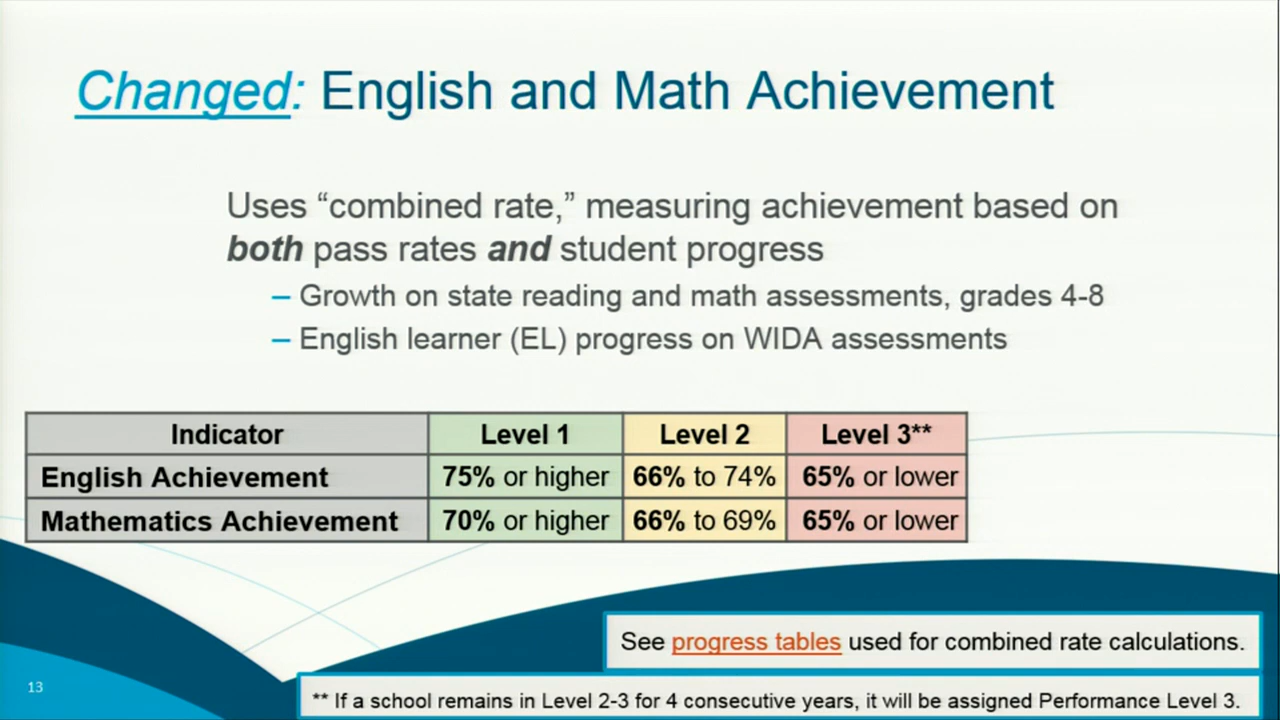 Changed: English and Math Achievement
Uses “combined rate,” measuring achievement based on
both pass rates and student progress
– Growth on state reading and math assessments, grades 4-8
– English learner (EL) progress on WIDA assessments
Indicator Level 1 Level 2 Level 3**
English Achievement 75% or higher 66% to 74% 65% or lower
Mathematics Achievement 70% or higher 66% to 69% 65% or lower
See progress tables used for combined rate calculations.
13
** If a school remains in Level 2-3 for 4 consecutive years, it will be assigned Performance Level 3.